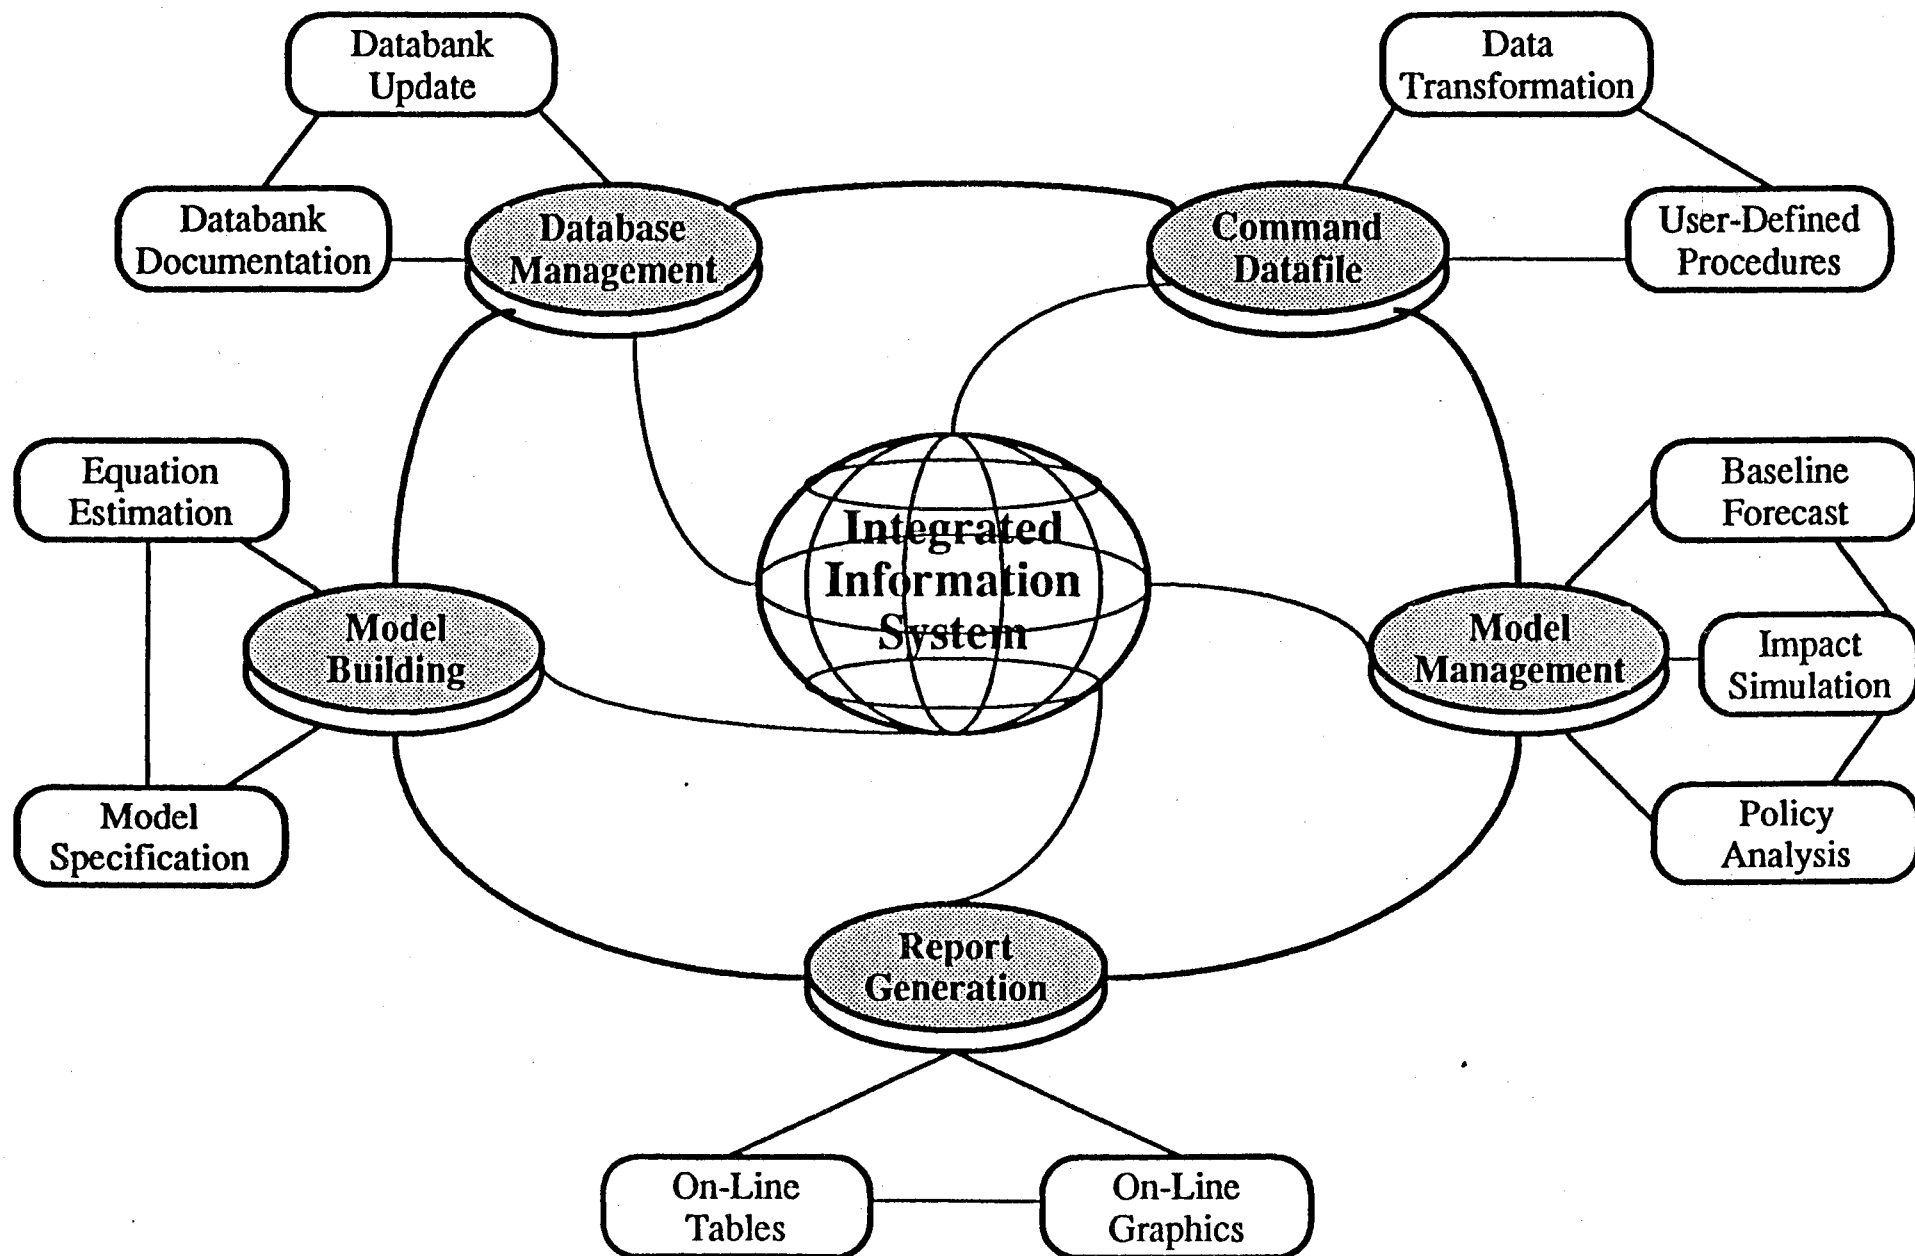 Databank
Update
Data
Transformation
Databank
Documentation
Database
Management
Command
Datafile
User-Defined
Procedures
Equation
Estimation
Integrated
Information
System
Baseline
Forecast
Model
Building
Model
Management
Impact
Simulation
Model
Specification
Policy
Analysis
Report
Generation
On-Line
Tables
On-Line
Graphics